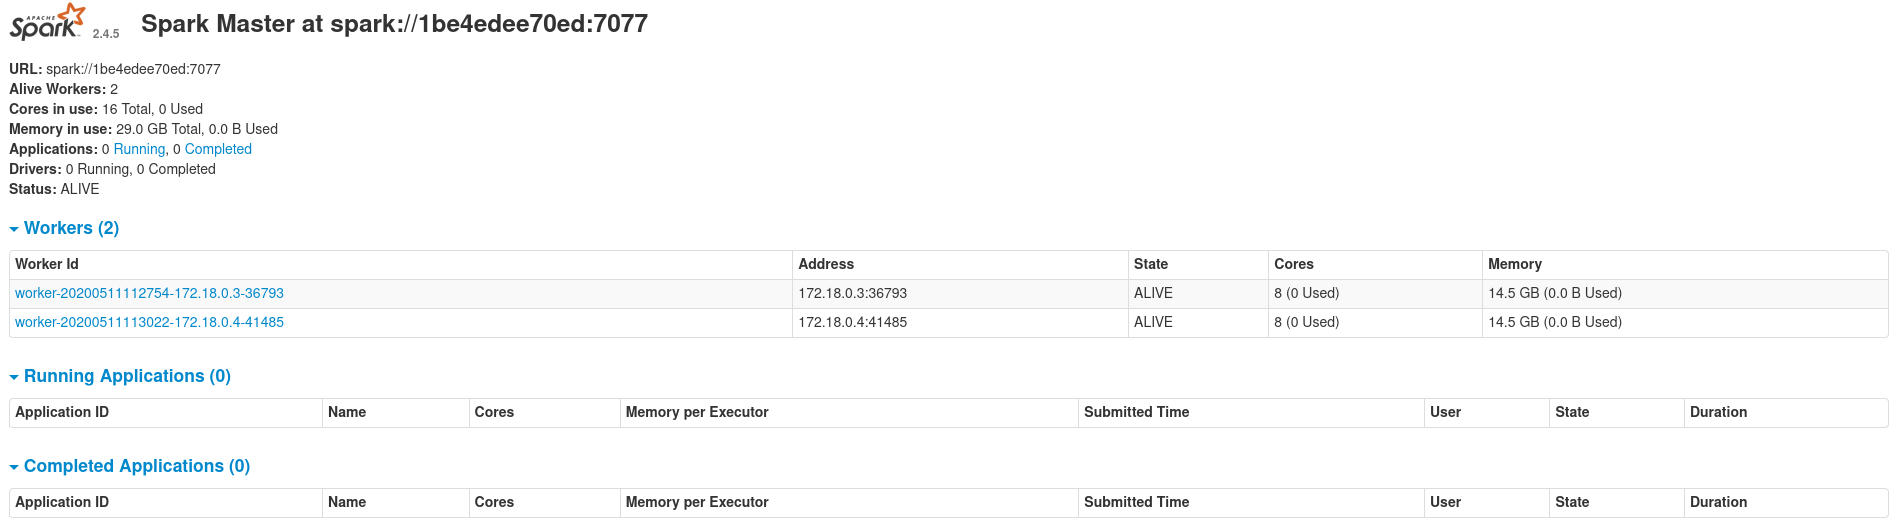 APACHE
Spark 2.4.5 Spark Master at spark://1be4edee70ed:7077
URL: spark://1be4edee70ed:7077
Alive Workers: 2
Cores in use: 16 Total, 0 Used
Memory in use: 29.0 GB Total, 0.0 B Used
Applications: 0 Running, 0 Completed
Drivers: 0 Running, 0 Completed
Status: ALIVE
Workers (2)
Worker Id Address State Cores Memory
worker-20200511112754-172.18.0.3-36793 172.18.0.3:36793 ALIVE 8 (0 Used) 14.5 GB (0.0 B Used)
worker-20200511113022-172.18.0.4-41485 172.18.0.4:41485 ALIVE 8 (0 Used) 14.5 GB (0.0 B Used)
Running Applications (0)
Application ID Name Cores Memory per Executor Submitted Time User State Duration
Completed Applications (0)
Application ID Name Cores Memory per Executor Submitted Time User State Duration